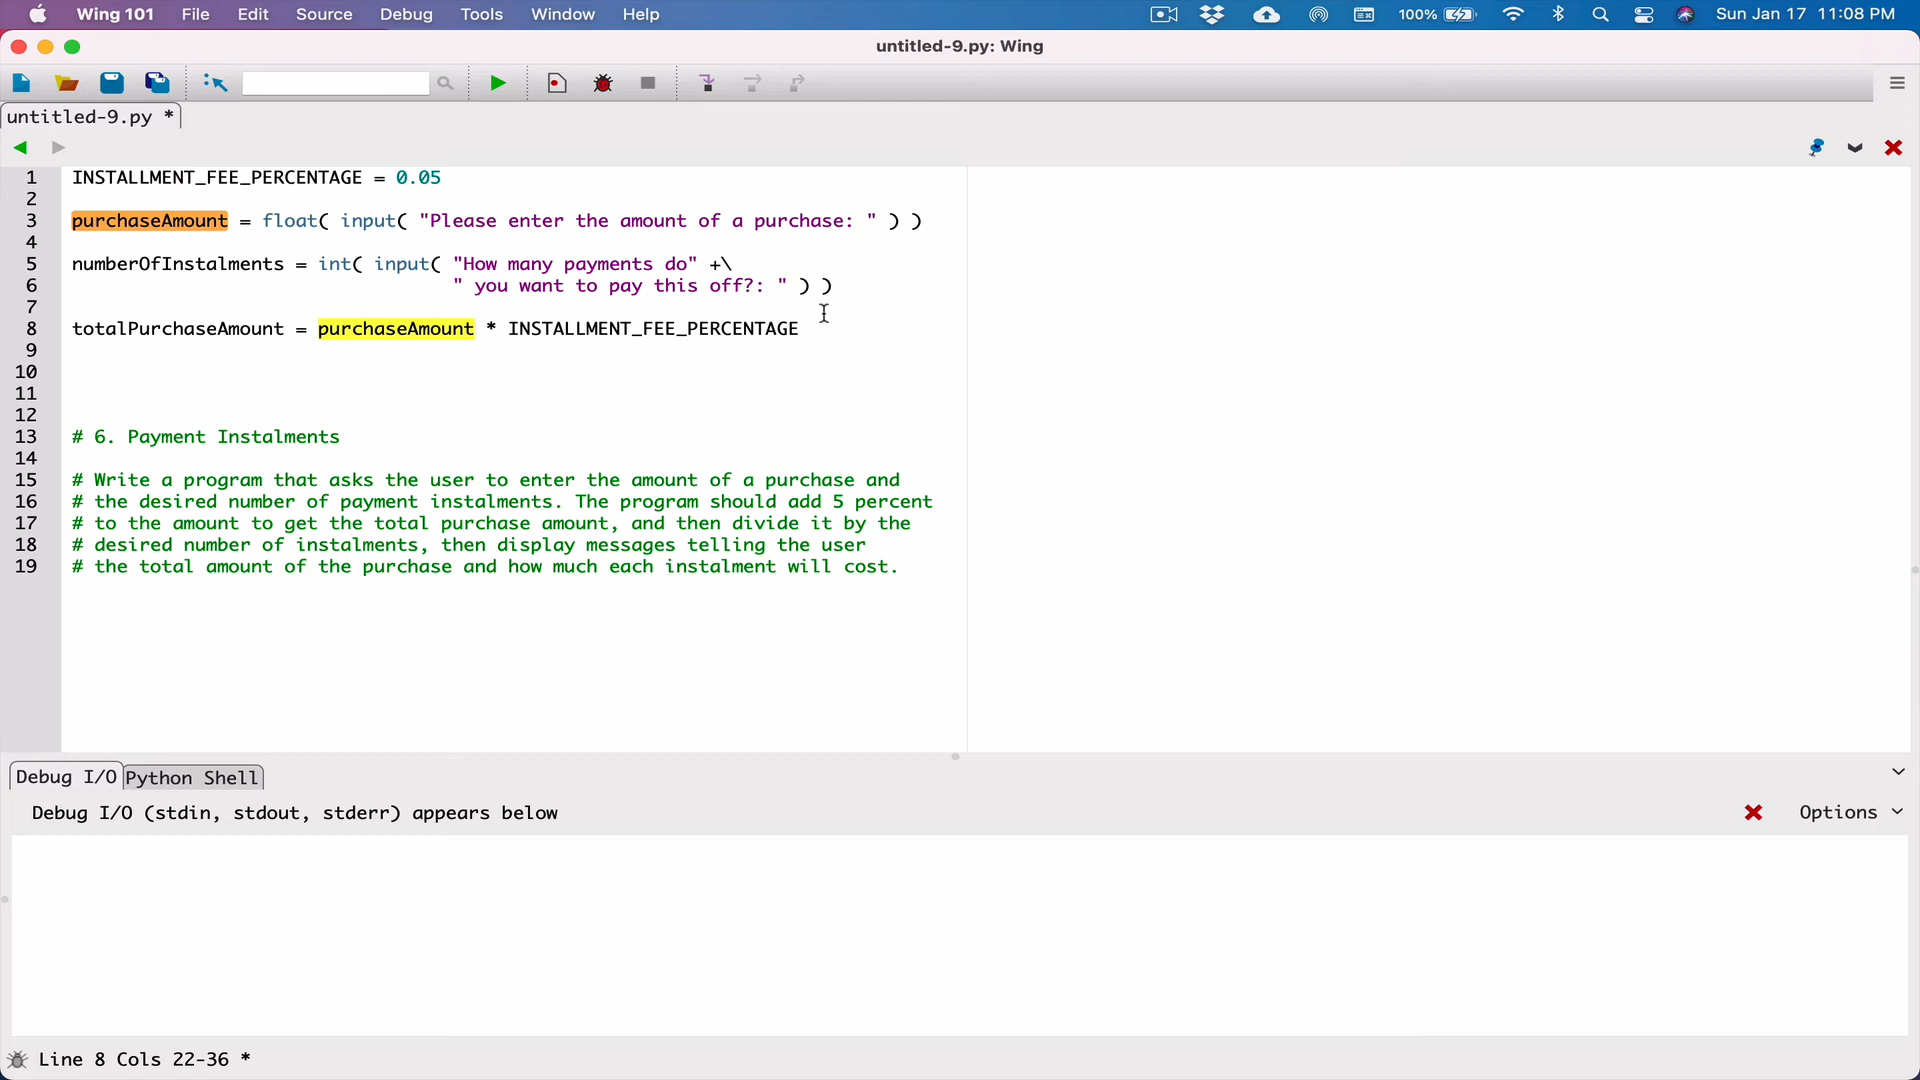 Wing 101 File Edit Source Debug Tools Window Help 100% Sun Jan 17 11:08 PM
untitled-9.py: Wing
untitled-9.py *
1 INSTALLMENT_FEE_PERCENTAGE = 0.05
2
3 purchaseAmount = float( input( "Please enter the amount of a purchase: " ) )
4
5 numberOfInstalments = int( input( "How many payments do" +\
6 " you want to pay this off?: " ) )
7
8 totalPurchaseAmount = purchaseAmount * INSTALLMENT_FEE_PERCENTAGE
9
10
11
12
13 # 6. Payment Instalments
14
15 # Write a program that asks the user to enter the amount of a purchase and
16 # the desired number of payment instalments. The program should add 5 percent
17 # to the amount to get the total purchase amount, and then divide it by the
18 # desired number of instalments, then display messages telling the user
19 # the total amount of the purchase and how much each instalment will cost.
Debug I/O Python Shell
Debug I/O (stdin, stdout, stderr) appears below Options
Line 8 Cols 22-36 *